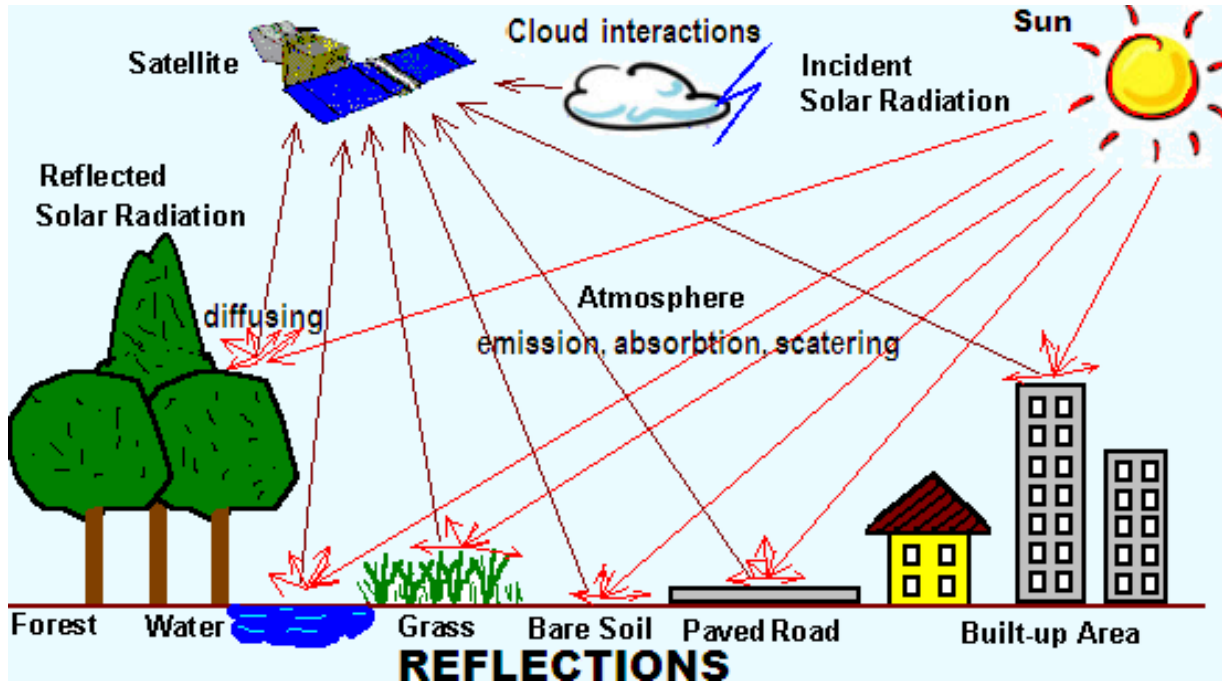 Sun
Cloud interactions
Satellite
Incident
Solar Radiation
Reflected
Solar Radiation
Atmosphere
diffusing
emission, absorbtion, scatering
Forest
Water
Grass
Bare Soil
Paved Road
Built-up Area
REFLECTIONS